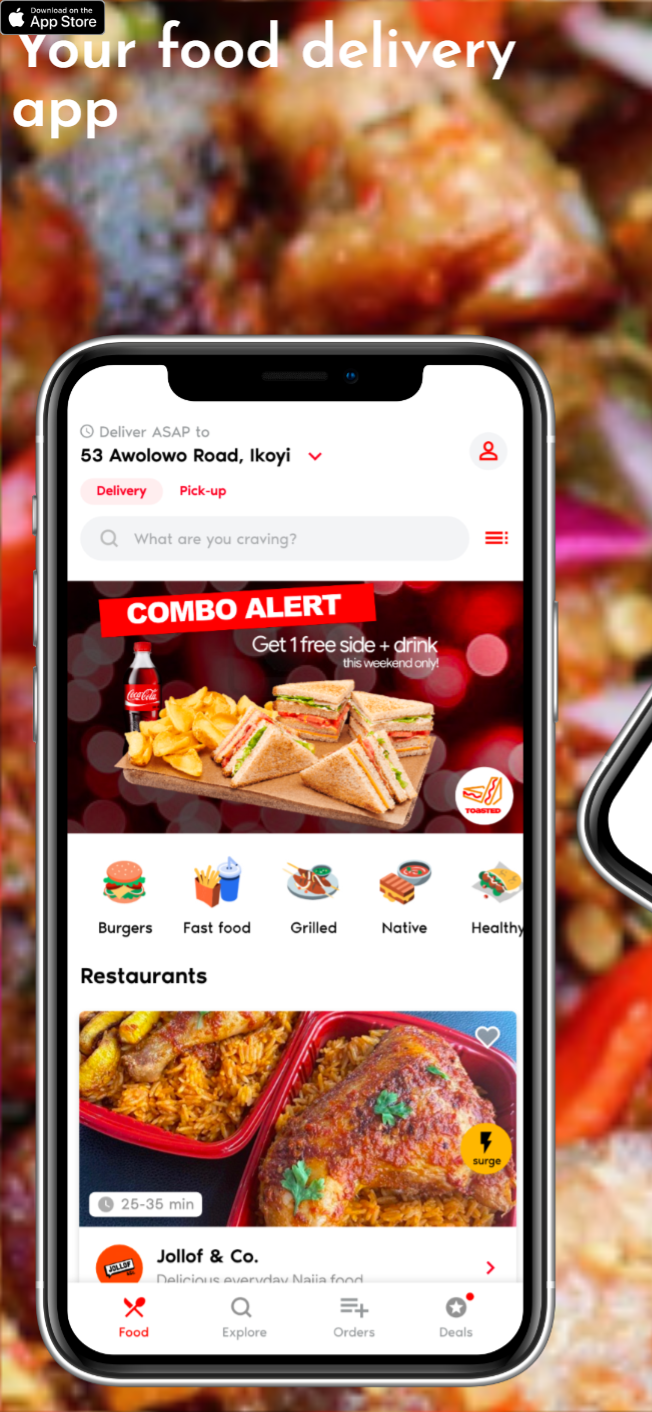 Download on the
App Store
Your food delivery
app
Deliver ASAP to
53 Awolowo Road, Ikoyi
Delivery
Pick-up
What are you craving?
COMBO ALERT
Get 1 free side + drink
this weekend only!
Coca-Cola
TOASTED
Burgers
Fast food
Grilled
Native
Healthy
Restaurants
surge
25-35 min
JOLLOF
Jollof & Co.
Delicious everyday Naija food
Food
Explore
Orders
Deals